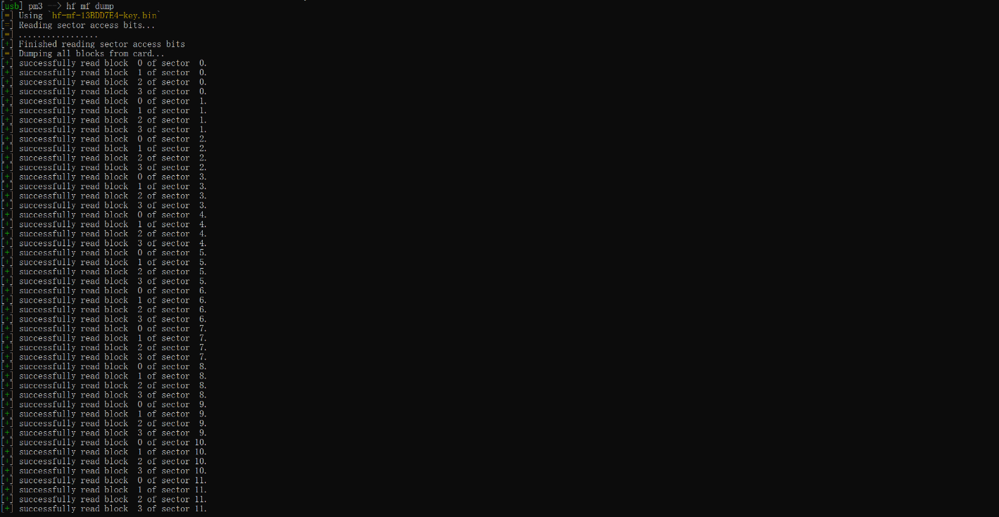 [usb] pm3 --> hf mf dump
[=] Using `hf-mf-13BDD7E4-key.bin`
[=] Reading sector access bits...
[=] .................
[+] Finished reading sector access bits
[=] Dumping all blocks from card...
[+] successfully read block  0 of sector  0.
[+] successfully read block  1 of sector  0.
[+] successfully read block  2 of sector  0.
[+] successfully read block  3 of sector  0.
[+] successfully read block  0 of sector  1.
[+] successfully read block  1 of sector  1.
[+] successfully read block  2 of sector  1.
[+] successfully read block  3 of sector  1.
[+] successfully read block  0 of sector  2.
[+] successfully read block  1 of sector  2.
[+] successfully read block  2 of sector  2.
[+] successfully read block  3 of sector  2.
[+] successfully read block  0 of sector  3.
[+] successfully read block  1 of sector  3.
[+] successfully read block  2 of sector  3.
[+] successfully read block  3 of sector  3.
[+] successfully read block  0 of sector  4.
[+] successfully read block  1 of sector  4.
[+] successfully read block  2 of sector  4.
[+] successfully read block  3 of sector  4.
[+] successfully read block  0 of sector  5.
[+] successfully read block  1 of sector  5.
[+] successfully read block  2 of sector  5.
[+] successfully read block  3 of sector  5.
[+] successfully read block  0 of sector  6.
[+] successfully read block  1 of sector  6.
[+] successfully read block  2 of sector  6.
[+] successfully read block  3 of sector  6.
[+] successfully read block  0 of sector  7.
[+] successfully read block  1 of sector  7.
[+] successfully read block  2 of sector  7.
[+] successfully read block  3 of sector  7.
[+] successfully read block  0 of sector  8.
[+] successfully read block  1 of sector  8.
[+] successfully read block  2 of sector  8.
[+] successfully read block  3 of sector  8.
[+] successfully read block  0 of sector  9.
[+] successfully read block  1 of sector  9.
[+] successfully read block  2 of sector  9.
[+] successfully read block  3 of sector  9.
[+] successfully read block  0 of sector 10.
[+] successfully read block  1 of sector 10.
[+] successfully read block  2 of sector 10.
[+] successfully read block  3 of sector 10.
[+] successfully read block  0 of sector 11.
[+] successfully read block  1 of sector 11.
[+] successfully read block  2 of sector 11.
[+] successfully read block  3 of sector 11.